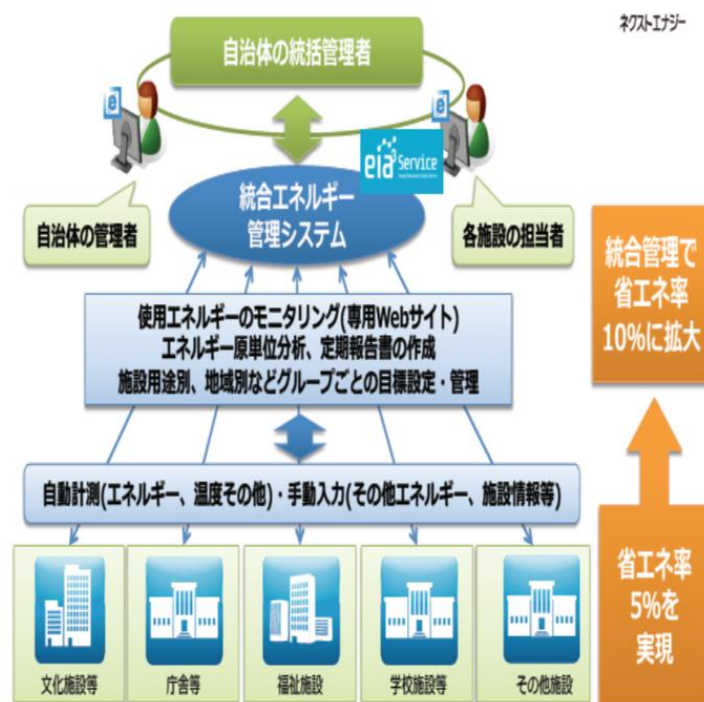 ネクストエナジー
自治体の統括管理者
eia3 Service
統合エネルギー
管理システム
自治体の管理者
各施設の担当者
統合管理で
省エネ率
10%に拡大
使用エネルギーのモニタリング(専用Webサイト)
エネルギー原単位分析、定期報告書の作成
施設用途別、地域別などグループごとの目標設定・管理
自動計測(エネルギー、温度その他)・手動入力(その他エネルギー、施設情報等)
省エネ率
5%を
実現
文化施設等
庁舎等
福祉施設
学校施設等
その他施設